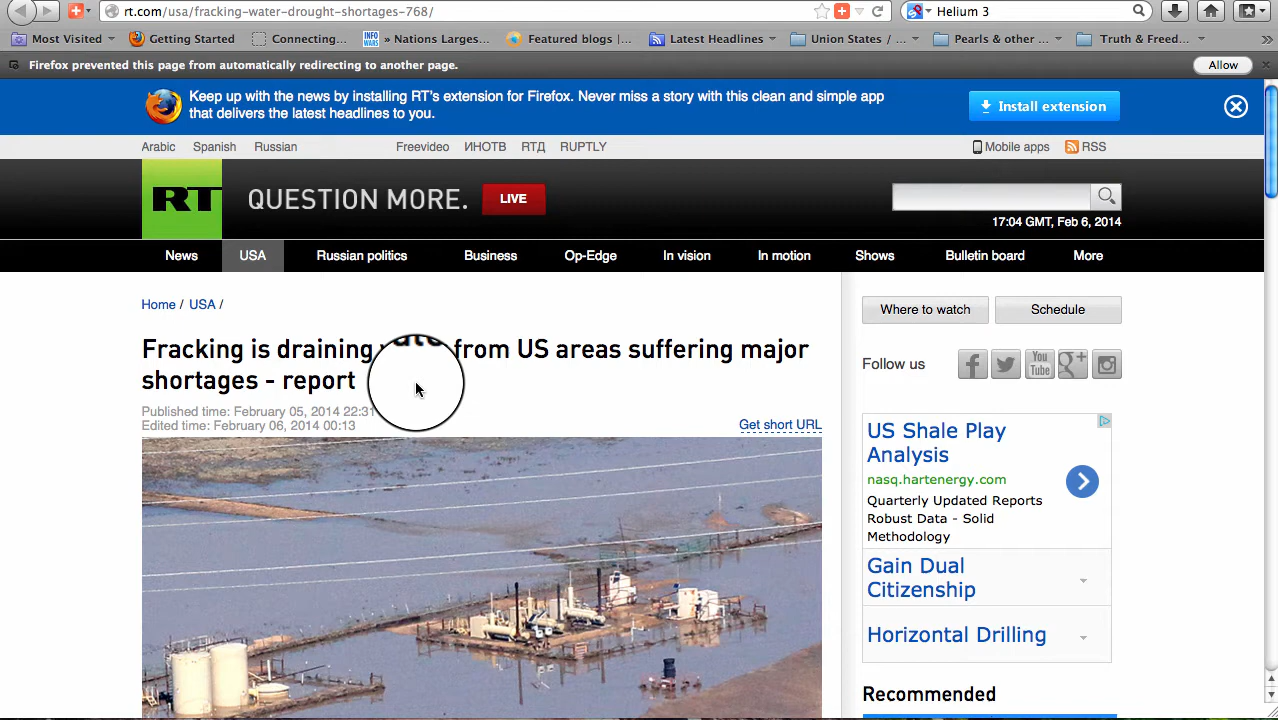 rt.com/usa/fracking-water-drought-shortages-768/
Helium 3
Most Visited
Getting Started
Connecting...
INFO WARS
» Nations Larges...
Featured blogs |...
Latest Headlines
Union States / ...
Pearls & other ...
Truth & Freed...
Firefox prevented this page from automatically redirecting to another page.
Allow
Keep up with the news by installing RT's extension for Firefox. Never miss a story with this clean and simple app
that delivers the latest headlines to you.
Install extension
Arabic Spanish Russian Freevideo ИНОТВ РТД RUPTLY Mobile apps RSS
RT QUESTION MORE. LIVE
17:04 GMT, Feb 6, 2014
News USA Russian politics Business Op-Edge In vision In motion Shows Bulletin board More
Home / USA /
Where to watch Schedule
Fracking is draining from US areas suffering major
shortages - report
Follow us
You Tube
Published time: February 05, 2014 22:31
Edited time: February 06, 2014 00:13
Get short URL
US Shale Play
Analysis
nasq.hartenergy.com
Quarterly Updated Reports
Robust Data - Solid
Methodology
Gain Dual
Citizenship
Horizontal Drilling
Recommended